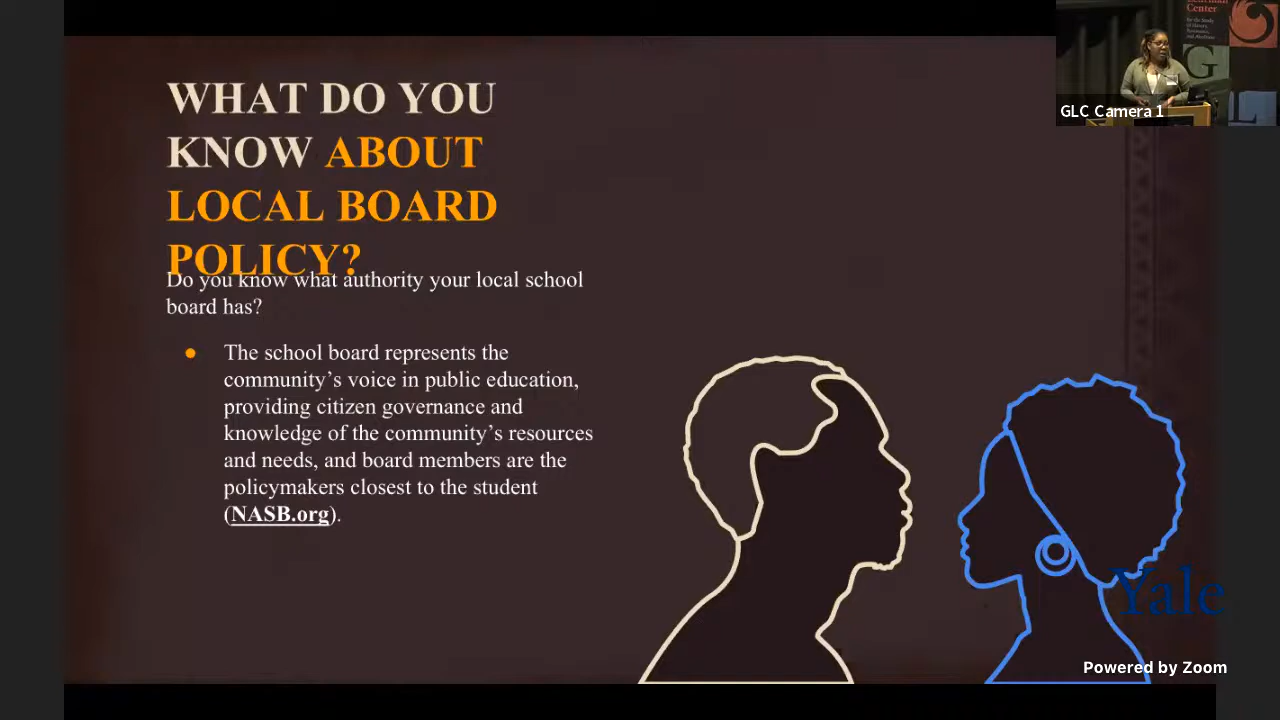 WHAT DO YOU
KNOW ABOUT
LOCAL BOARD
POLICY?
Do you know what authority your local school
board has?
The school board represents the
community's voice in public education,
providing citizen governance and
knowledge of the community's resources
and needs, and board members are the
policymakers closest to the student
(NASB.org).
Center
G
L
GLC Camera 1
Yale
Powered by Zoom